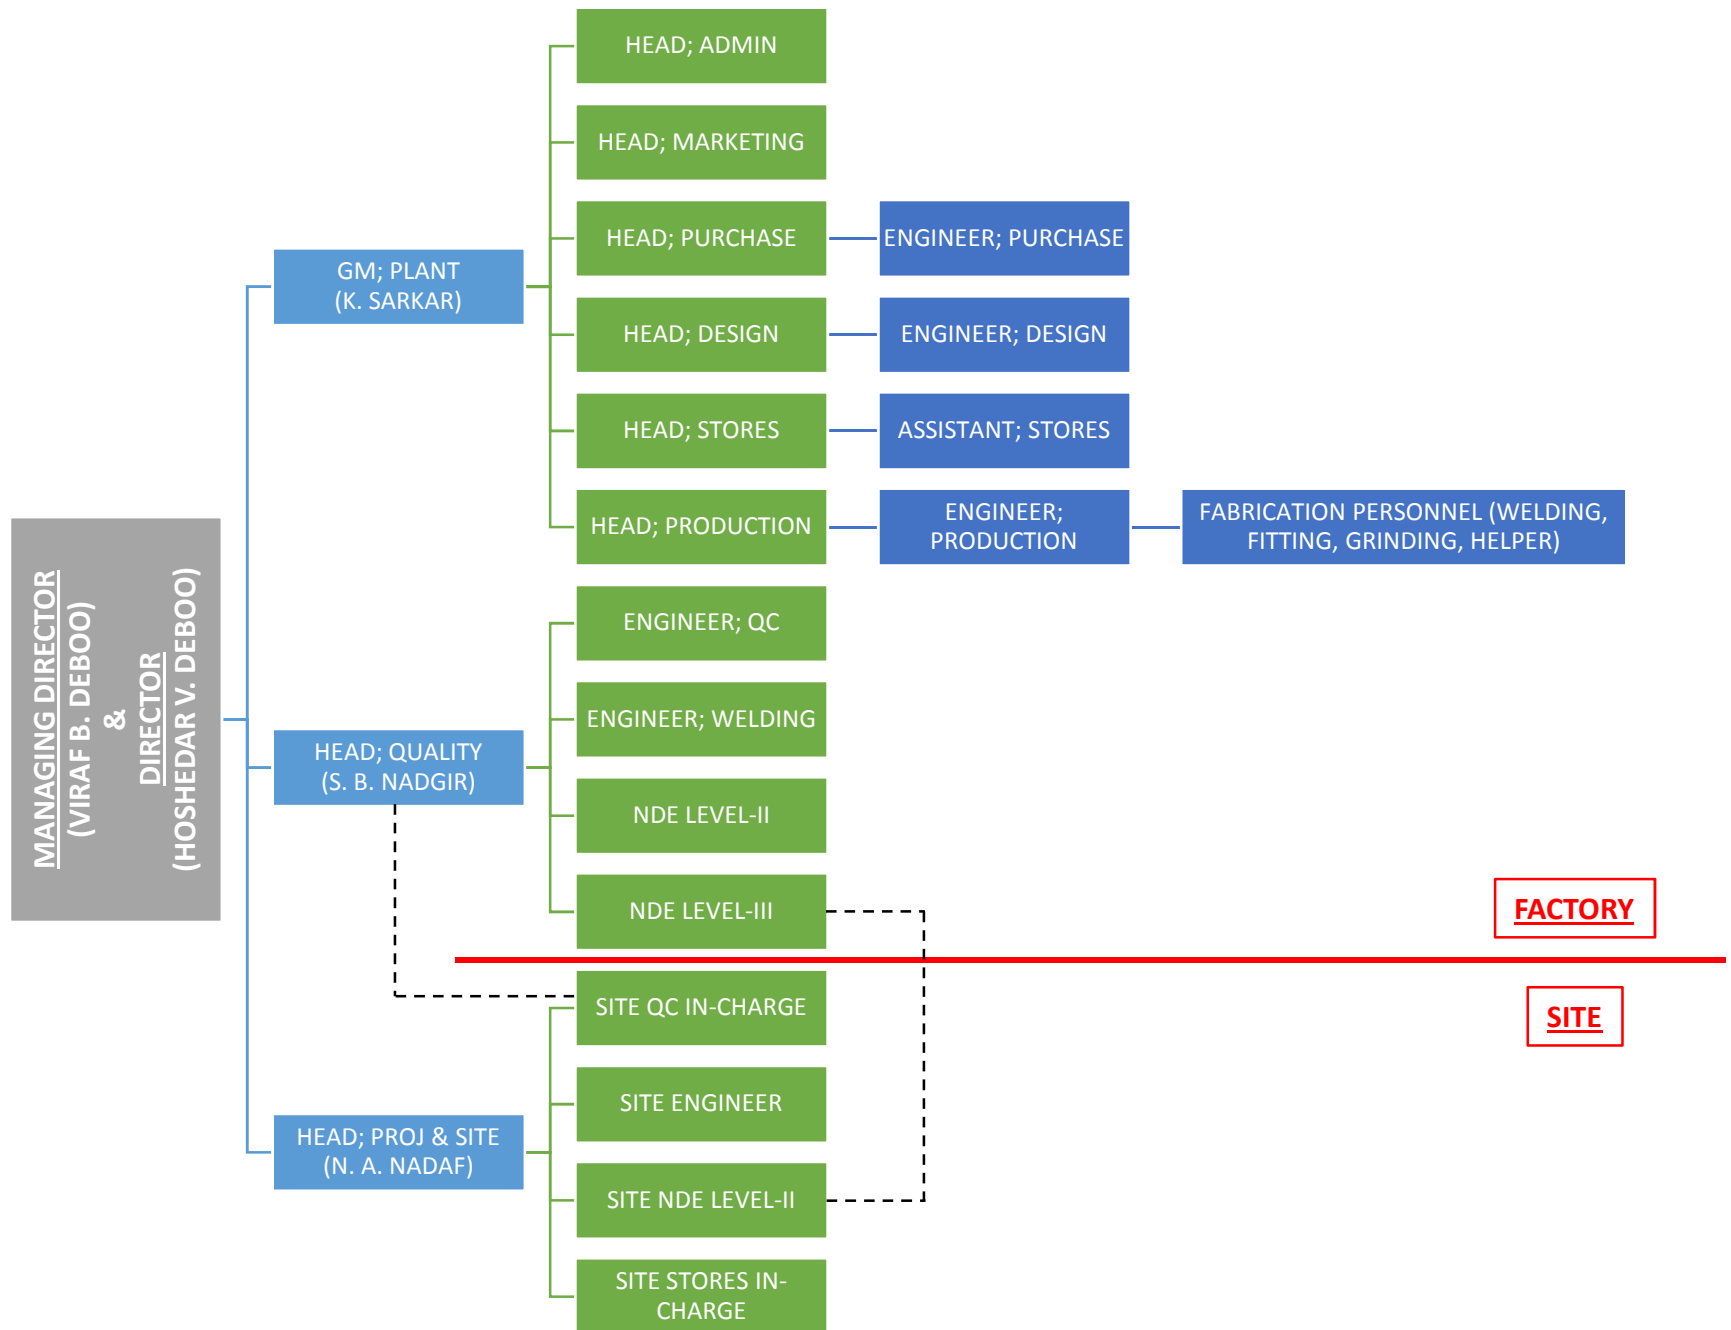 MANAGING DIRECTOR
(VIRAF B. DEBOO)
&
DIRECTOR
(HOSHEDAR V. DEBOO)
GM; PLANT
(K. SARKAR)
HEAD; ADMIN
HEAD; MARKETING
HEAD; PURCHASE
ENGINEER; PURCHASE
HEAD; DESIGN
ENGINEER; DESIGN
HEAD; STORES
ASSISTANT; STORES
HEAD; PRODUCTION
ENGINEER;
PRODUCTION
FABRICATION PERSONNEL (WELDING,
FITTING, GRINDING, HELPER)
HEAD; QUALITY
(S. B. NADGIR)
ENGINEER; QC
ENGINEER; WELDING
NDE LEVEL-II
NDE LEVEL-III
FACTORY
SITE
HEAD; PROJ & SITE
(N. A. NADAF)
SITE QC IN-CHARGE
SITE ENGINEER
SITE NDE LEVEL-II
SITE STORES IN-
CHARGE